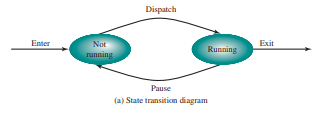 Dispatch
Enter
Not
running
Running
Exit
Pause
(a) State transition diagram